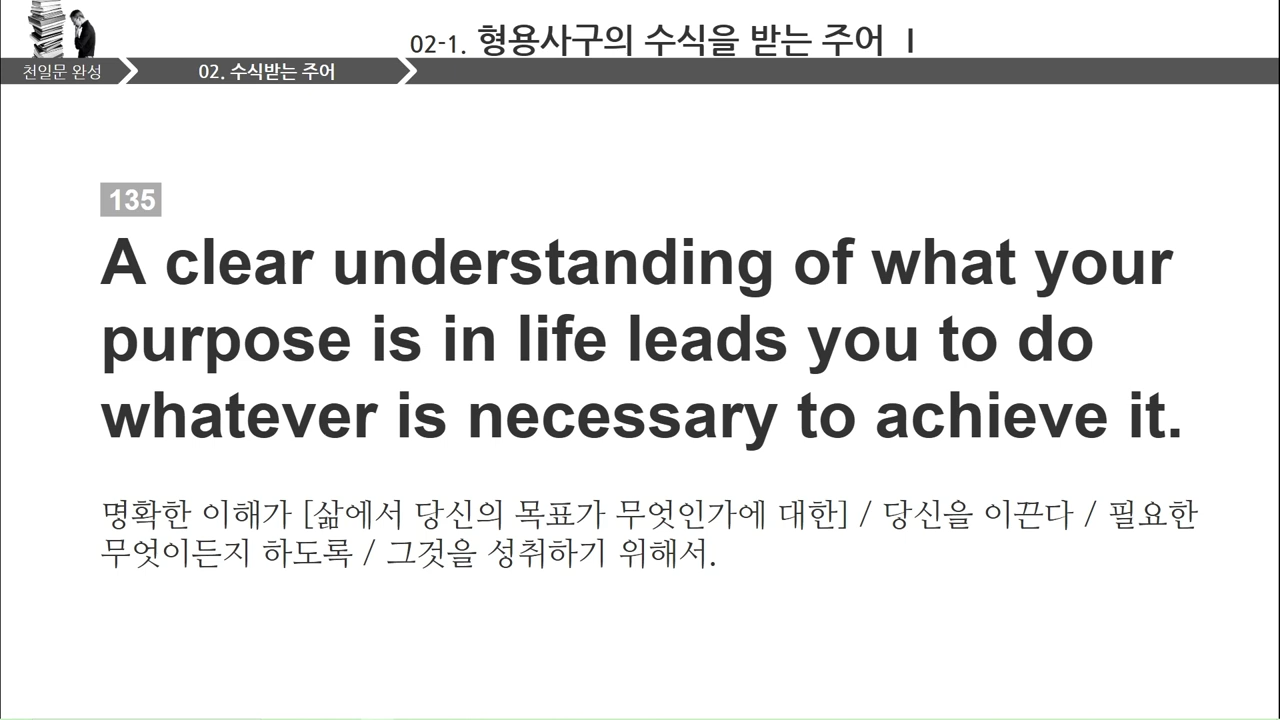 02-1. 형용사구의 수식을 받는 주어 Ⅰ
천일문 완성
02. 수식받는 주어
135
A clear understanding of what your
purpose is in life leads you to do
whatever is necessary to achieve it.
명확한 이해가 [삶에서 당신의 목표가 무엇인가에 대한] / 당신을 이끈다 / 필요한
무엇이든지 하도록 / 그것을 성취하기 위해서.